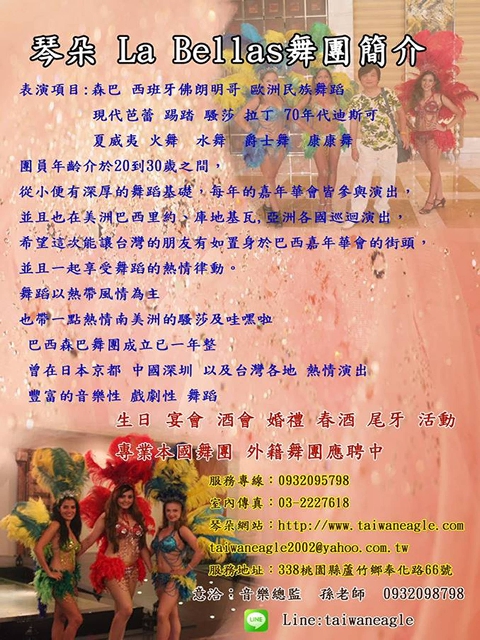 琴朵 La Bellas舞團簡介
表演項目:森巴 西班牙佛朗明哥 歐洲民族舞蹈
現代芭蕾 踢踏 騷莎 拉丁 70年代迪斯可
夏威夷 火舞 水舞 爵士舞 康康舞
團員年齡介於20到30歲之間，
從小便有深厚的舞蹈基礎，每年的嘉年華會皆參與演出，
並且也在美洲巴西里約、庫地基瓦,亞洲各國巡迴演出，
希望這次能讓台灣的朋友有如置身於巴西嘉年華會的街頭，
並且一起享受舞蹈的熱情律動。
舞蹈以熱帶風情為主
也帶一點熱情南美洲的騷莎及哇嘿啦
巴西森巴舞團成立已一年整
曾在日本京都 中國深圳 以及台灣各地 熱情演出
豐富的音樂性 戲劇性 舞蹈
生日 宴會 酒會 婚禮 春酒 尾牙 活動
專業本國舞團 外籍舞團應聘中
服務專線：0932095798
室內傳真：03-2227618
琴朵網站：http://www.taiwaneagle.com
taiwaneagle2002@yahoo.com.tw
服務地址：338桃園縣蘆竹鄉奉化路66號
意洽：音樂總監 孫老師 0932098798
LINE Line:taiwaneagle